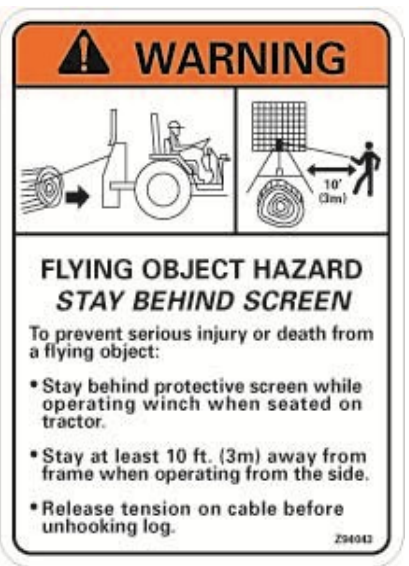 WARNING
10'
(3m)
FLYING OBJECT HAZARD
STAY BEHIND SCREEN
To prevent serious injury or death from
a flying object:
• Stay behind protective screen while
operating winch when seated on
tractor.
• Stay at least 10 ft. (3m) away from
frame when operating from the side.
• Release tension on cable before
unhooking log.
Z94043